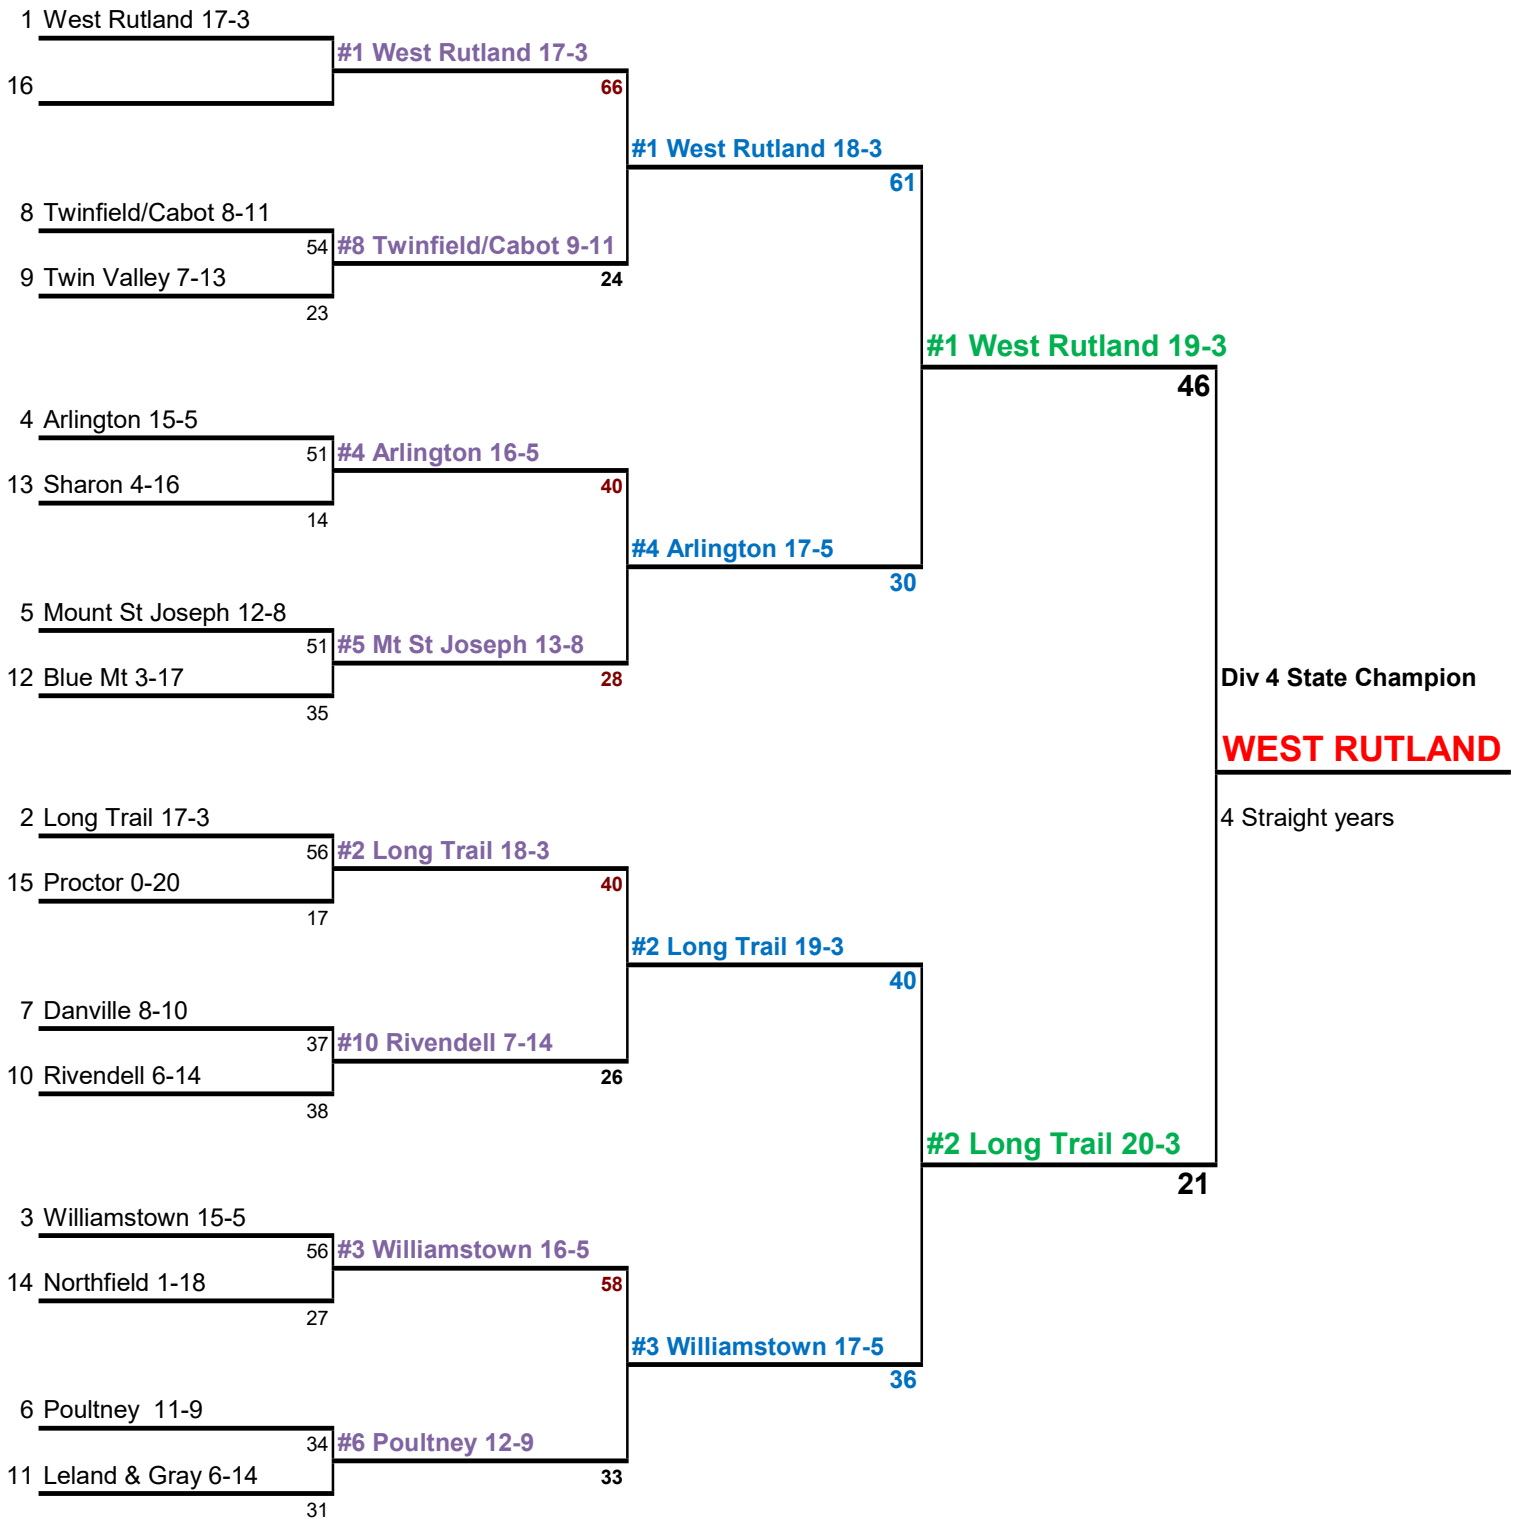 1 West Rutland 17-3
#1 West Rutland 17-3
16
66
#1 West Rutland 18-3
61
8 Twinfield/Cabot 8-11
54 #8 Twinfield/Cabot 9-11
9 Twin Valley 7-13
24
23
#1 West Rutland 19-3
46
4 Arlington 15-5
51 #4 Arlington 16-5
13 Sharon 4-16
40
14
#4 Arlington 17-5
30
5 Mount St Joseph 12-8
51 #5 Mt St Joseph 13-8
12 Blue Mt 3-17
28
35
Div 4 State Champion
WEST RUTLAND
4 Straight years
2 Long Trail 17-3
56 #2 Long Trail 18-3
15 Proctor 0-20
40
17
#2 Long Trail 19-3
40
7 Danville 8-10
37 #10 Rivendell 7-14
10 Rivendell 6-14
26
38
#2 Long Trail 20-3
21
3 Williamstown 15-5
56 #3 Williamstown 16-5
14 Northfield 1-18
58
27
#3 Williamstown 17-5
36
6 Poultney  11-9
34 #6 Poultney 12-9
11 Leland & Gray 6-14
33
31